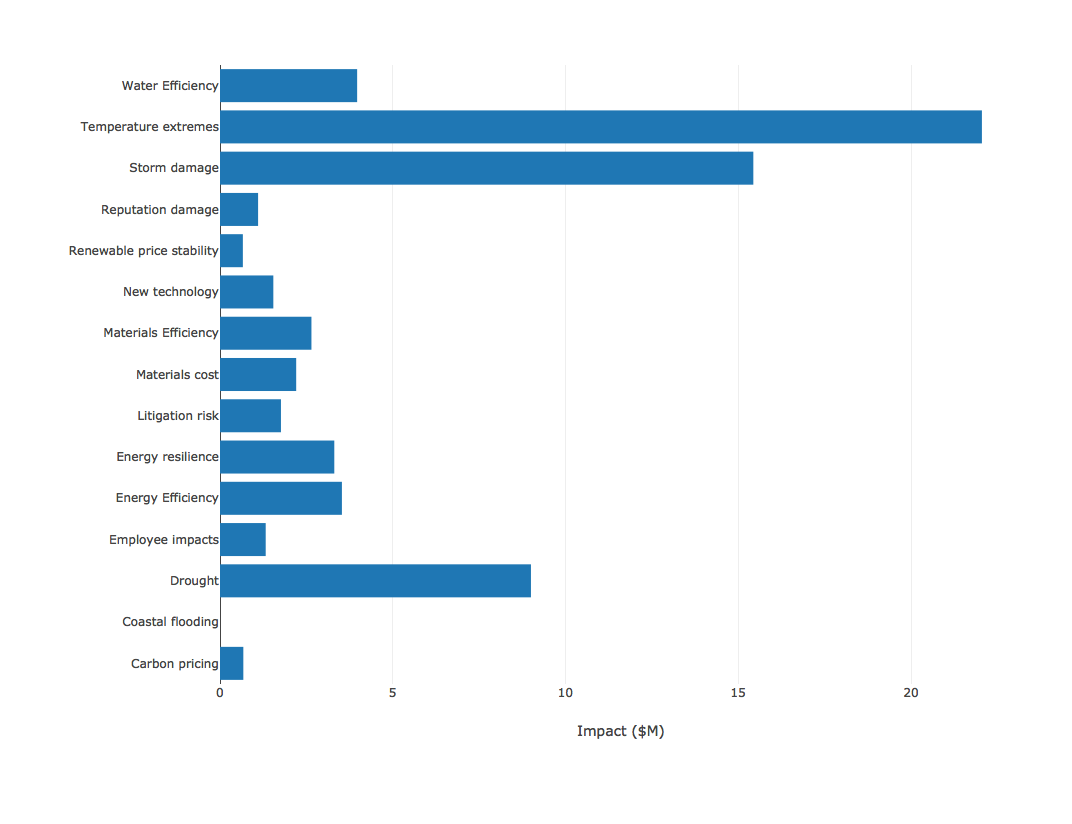 Water Efficiency
Temperature extremes
Storm damage
Reputation damage
Renewable price stability
New technology
Materials Efficiency
Materials cost
Litigation risk
Energy resilience
Energy Efficiency
Employee impacts
Drought
Coastal flooding
Carbon pricing
0 5 10 15 20
Impact ($M)